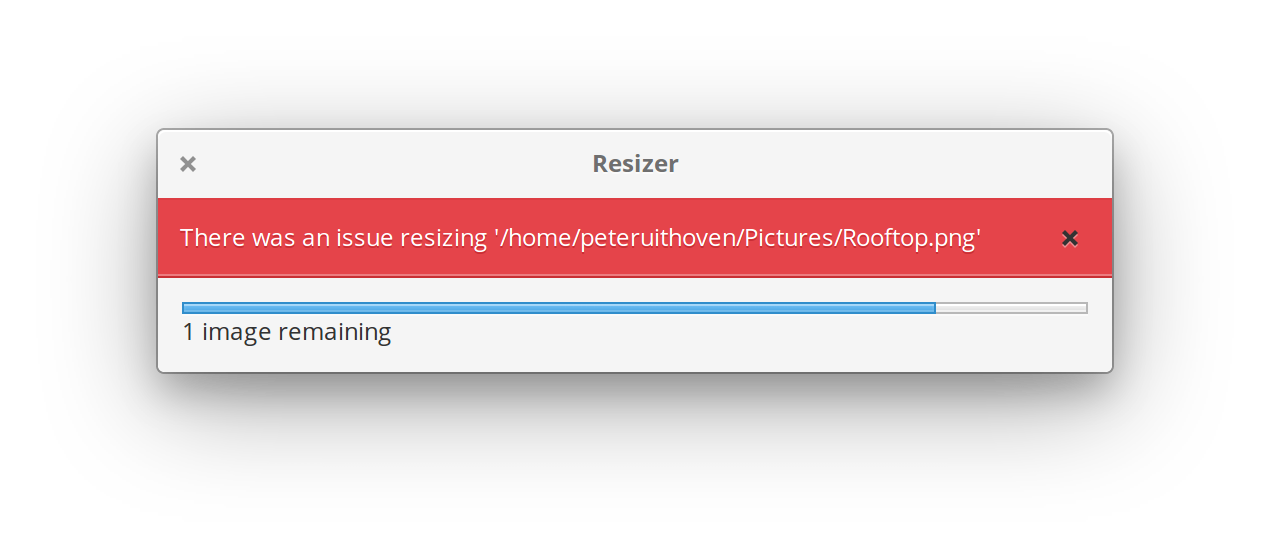 Resizer
There was an issue resizing '/home/peteruithoven/Pictures/Rooftop.png'
1 image remaining